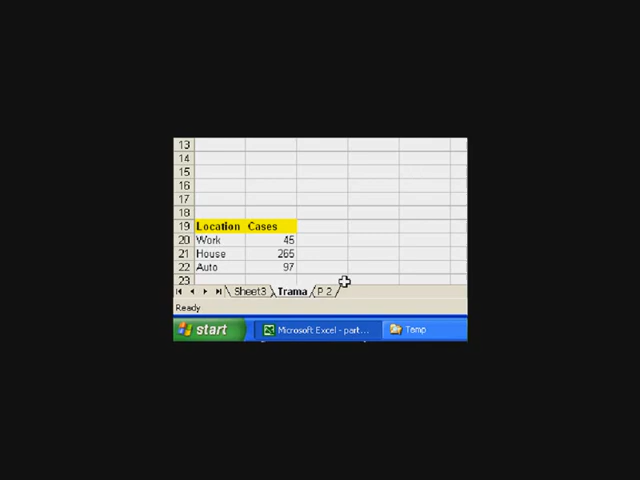 13
14
15
16
17
18
19 Location Cases
20 Work 45
21 House 265
22 Auto 97
23
Sheet3 Trama P 2
Ready
start Microsoft Excel - part... Temp